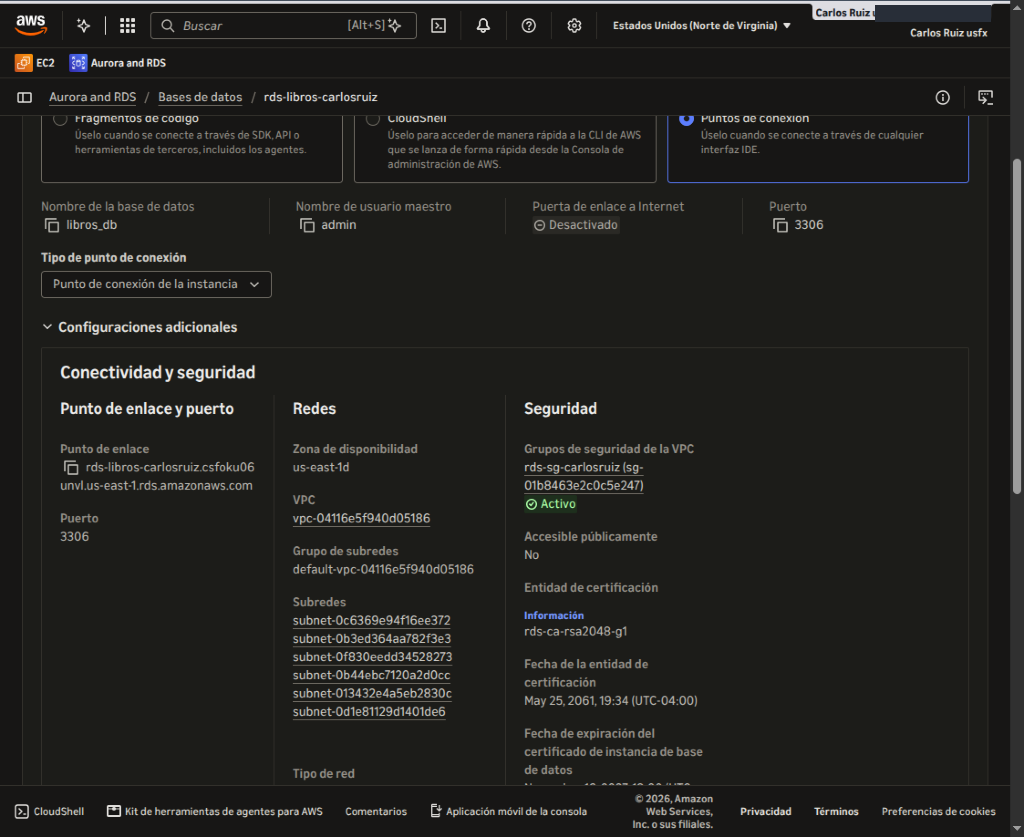 aws
Buscar [Alt+S]
Estados Unidos (Norte de Virginia)
Carlos Ruiz
Carlos Ruiz usfx
EC2 Aurora and RDS
Aurora and RDS / Bases de datos / rds-libros-carlosruiz
Fragmentos de código
Úselo cuando se conecte a través de SDK, API o
herramientas de terceros, incluidos los agentes.
CloudShell
Úselo para acceder de manera rápida a la CLI de AWS
que se lanza de forma rápida desde la Consola de
administración de AWS.
Puntos de conexión
Úselo cuando se conecte a través de cualquier
interfaz IDE.
Nombre de la base de datos
libros_db
Nombre de usuario maestro
admin
Puerta de enlace a Internet
Desactivado
Puerto
3306
Tipo de punto de conexión
Punto de conexión de la instancia
Configuraciones adicionales
Conectividad y seguridad
Punto de enlace y puerto
Punto de enlace
rds-libros-carlosruiz.csfoku06
unvl.us-east-1.rds.amazonaws.com
Puerto
3306
Redes
Zona de disponibilidad
us-east-1d
VPC
vpc-04116e5f940d05186
Grupo de subredes
default-vpc-04116e5f940d05186
Subredes
subnet-0c6369e94f16ee372
subnet-0b3ed364aa782f3e3
subnet-0f830eedd34528273
subnet-0b44ebc7120a2d0cc
subnet-013432e4a5eb2830c
subnet-0d1e81129d1401de6
Tipo de red
Seguridad
Grupos de seguridad de la VPC
rds-sg-carlosruiz (sg-
01b8463e2c0c5e247)
Activo
Accesible públicamente
No
Entidad de certificación
Información
rds-ca-rsa2048-g1
Fecha de la entidad de
certificación
May 25, 2061, 19:34 (UTC-04:00)
Fecha de expiración del
certificado de instancia de base
de datos
CloudShell
Kit de herramientas de agentes para AWS
Comentarios
Aplicación móvil de la consola
© 2026, Amazon
Web Services,
Inc. o sus filiales.
Privacidad
Términos
Preferencias de cookies